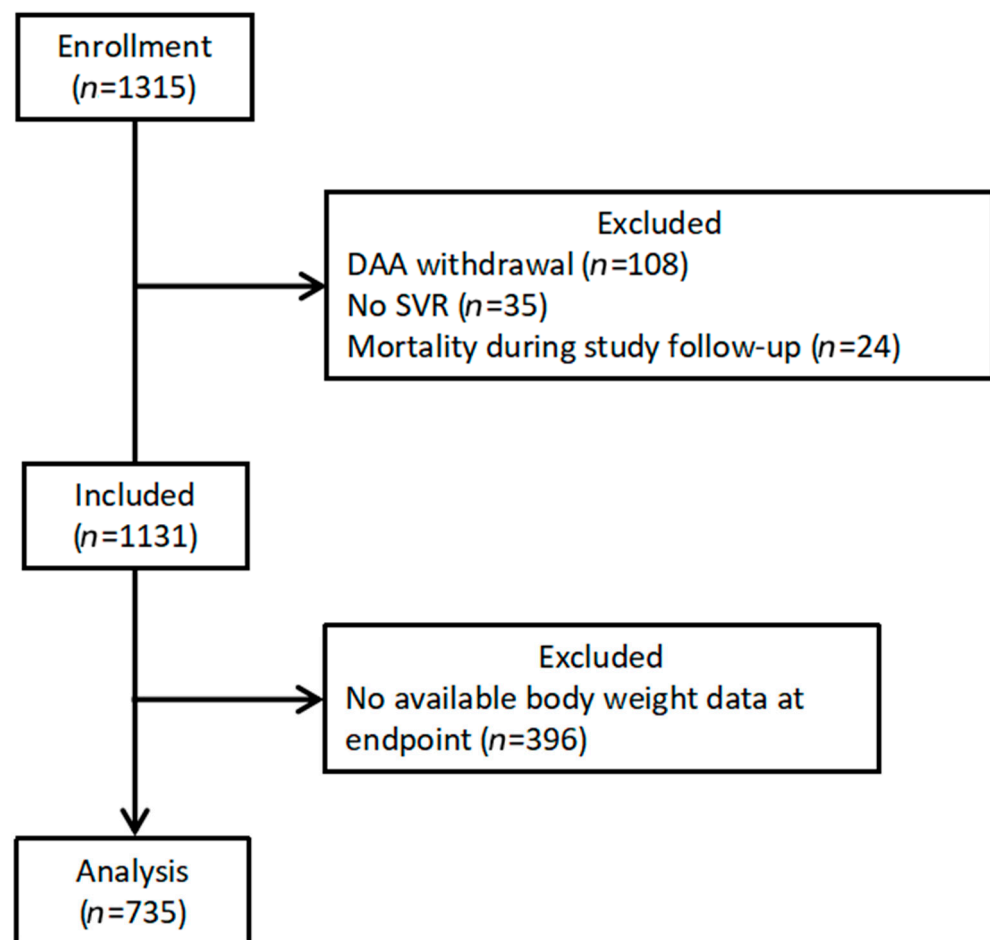 Enrollment
(n=1315)
Excluded
DAA withdrawal (n=108)
No SVR (n=35)
Mortality during study follow-up (n=24)
Included
(n=1131)
Excluded
No available body weight data at
endpoint (n=396)
Analysis
(n=735)